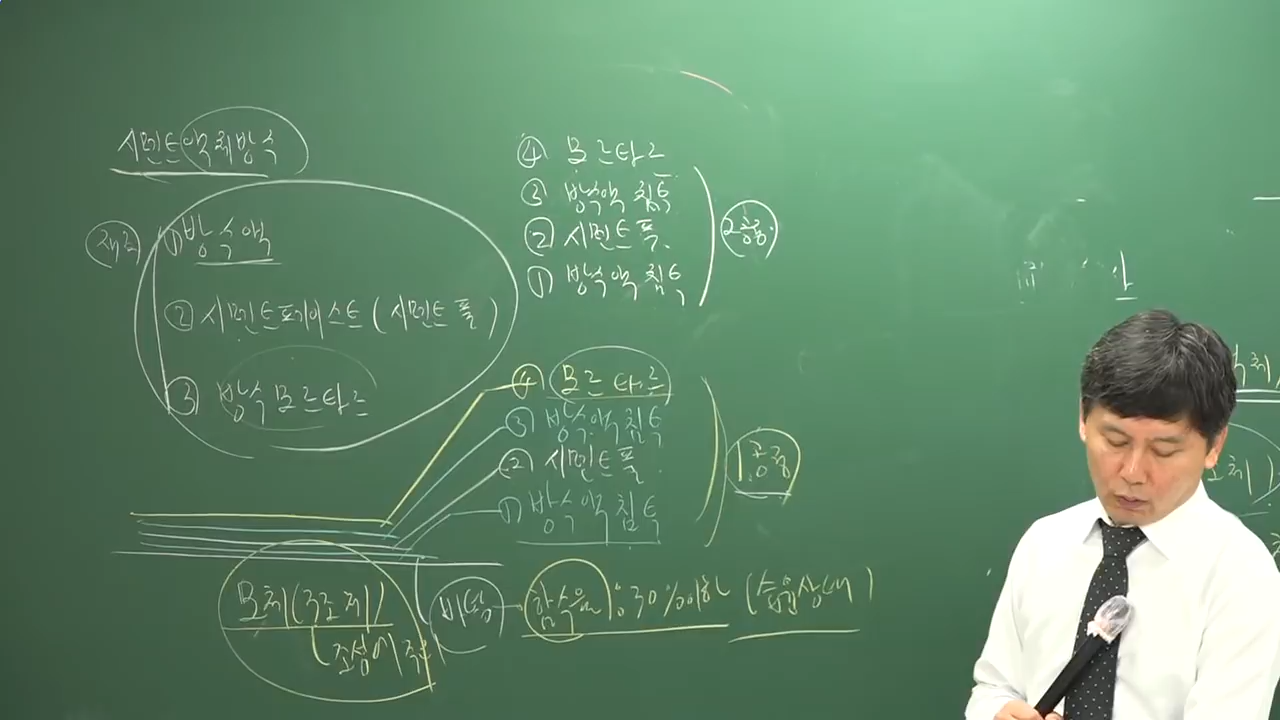 시멘트액체방수
재료
① 방수액
② 시멘트페이스트 (시멘트 풀)
③ 방수 모르타르
④ 모르타르
③ 방수액 침투
② 시멘트 풀.
① 방수액 침투
2공정
④ 모르타르
③ 방수액 침투
② 시멘트 풀.
① 방수액 침투
1공정
모체(구조체)
바탕
함수율: 30%이하 (습윤상태)